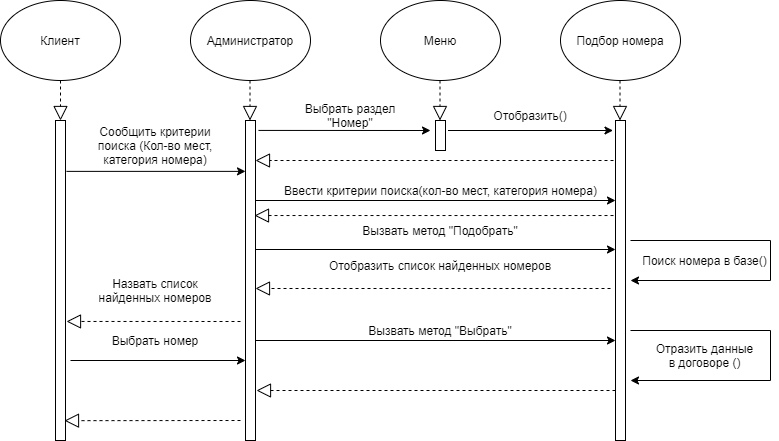 Клиент
Администратор
Меню
Подбор номера
Выбрать раздел
"Номер"
Отобразить()
Сообщить критерии
поиска (Кол-во мест,
категория номера)
Ввести критерии поиска(кол-во мест, категория номера)
Вызвать метод "Подобрать"
Поиск номера в базе()
Отобразить список найденных номеров
Назвать список
найденных номеров
Вызвать метод "Выбрать"
Выбрать номер
Отразить данные
в договоре ()